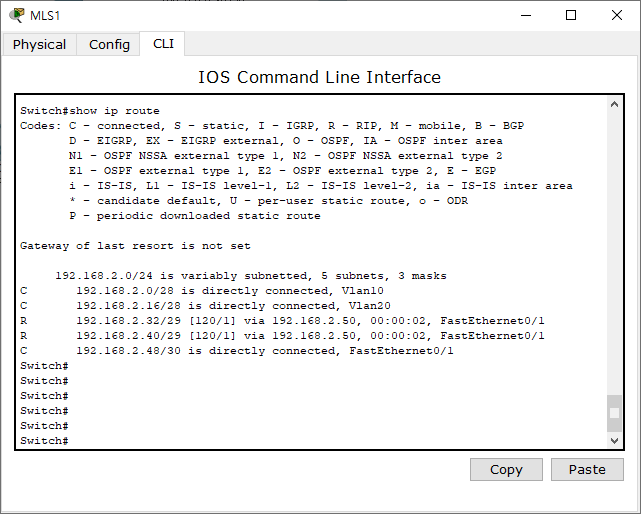 MLS1
Physical Config CLI
IOS Command Line Interface
Switch#show ip route
Codes: C - connected, S - static, I - IGRP, R - RIP, M - mobile, B - BGP
D - EIGRP, EX - EIGRP external, O - OSPF, IA - OSPF inter area
N1 - OSPF NSSA external type 1, N2 - OSPF NSSA external type 2
E1 - OSPF external type 1, E2 - OSPF external type 2, E - EGP
i - IS-IS, L1 - IS-IS level-1, L2 - IS-IS level-2, ia - IS-IS inter area
* - candidate default, U - per-user static route, o - ODR
P - periodic downloaded static route
Gateway of last resort is not set
192.168.2.0/24 is variably subnetted, 5 subnets, 3 masks
C 192.168.2.0/28 is directly connected, Vlan10
C 192.168.2.16/28 is directly connected, Vlan20
R 192.168.2.32/29 [120/1] via 192.168.2.50, 00:00:02, FastEthernet0/1
R 192.168.2.40/29 [120/1] via 192.168.2.50, 00:00:02, FastEthernet0/1
C 192.168.2.48/30 is directly connected, FastEthernet0/1
Switch#
Switch#
Switch#
Switch#
Switch#
Switch#
Copy Paste